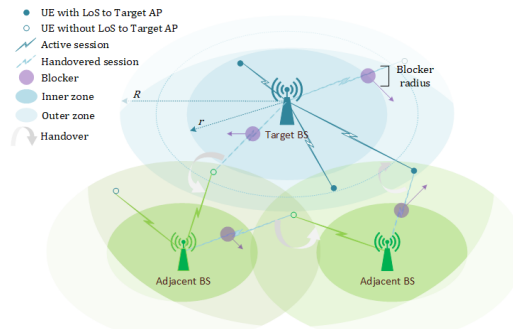 UE with LoS to Target AP
UE without LoS to Target AP
Active session
Handovered session
Blocker
Inner zone
Outer zone
Handover
R
r
Blocker
radius
Target BS
Adjacent BS
Adjacent BS